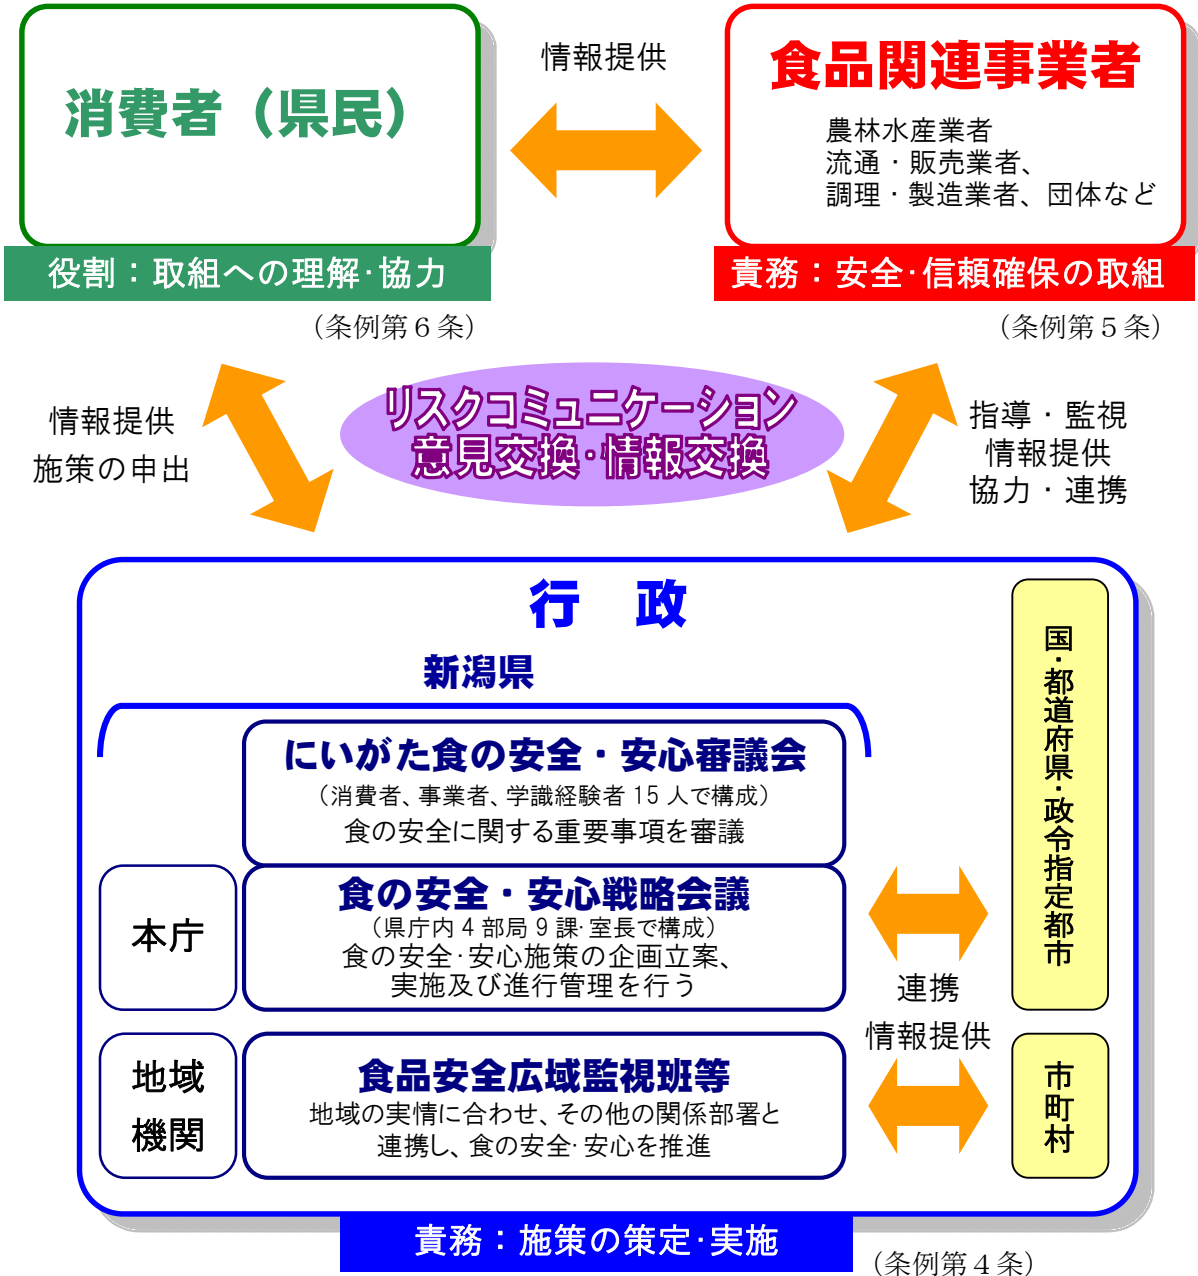 消費者（県民）
役割：取組への理解･協力
（条例第６条）
情報提供
食品関連事業者
農林水産業者
流通・販売業者、
調理・製造業者、団体など
責務：安全･信頼確保の取組
（条例第５条）
情報提供
施策の申出
リスクコミュニケーション
意見交換･情報交換
指導・監視
情報提供
協力・連携
行　政
新潟県
にいがた食の安全・安心審議会
（消費者、事業者、学識経験者 15 人で構成）
食の安全に関する重要事項を審議
本庁
食の安全・安心戦略会議
（県庁内 4 部局 9 課･室長で構成）
食の安全･安心施策の企画立案、
実施及び進行管理を行う
地域
機関
食品安全広域監視班等
地域の実情に合わせ、その他の関係部署と
連携し、食の安全･安心を推進
連携
情報提供
国・都道府県・政令指定都市
市町村
責務：施策の策定･実施
（条例第４条）